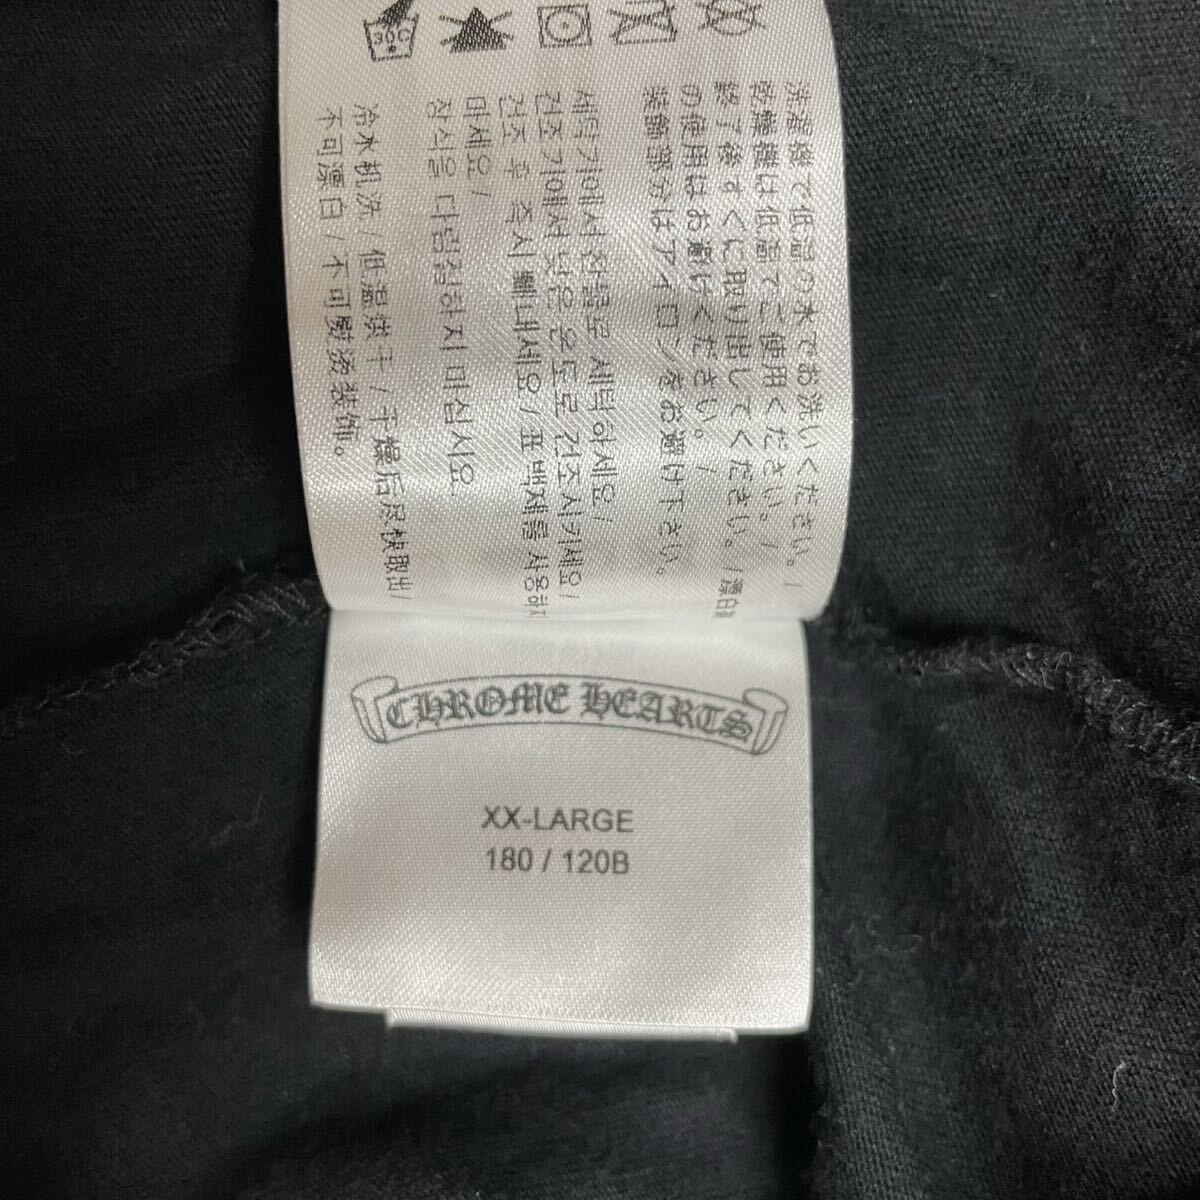 30C
洗濯機で低温の水でお洗いください。/
乾燥機は低温でご使用ください。/
終了後すぐに取り出してください。/漂白剤
の使用はお避けください。/
装飾部分はアイロンをお避け下さい。
세탁기에서 찬물로 세탁하세요/
건조기에서 낮은 온도로 건조시키세요/
건조 후 즉시 빼내세요/표백제를 사용하지
마세요/
장식을 다림질하지 마십시오.
冷水机洗/低温烘干/干燥后尽快取出/
不可漂白/不可熨烫装饰。
CHROME HEARTS
XX-LARGE
180 / 120B